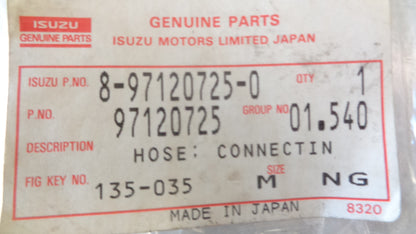 ISUZU
GENUINE PARTS
GENUINE PARTS
ISUZU MOTORS LIMITED JAPAN
ISUZU P.NO. 8-97120725-0 QTY 1
P.NO. 97120725 GROUP NO 01.540
DESCRIPTION HOSE: CONNECTIN
FIG KEY NO. 135-035 SIZE M NG
MADE IN JAPAN 8320